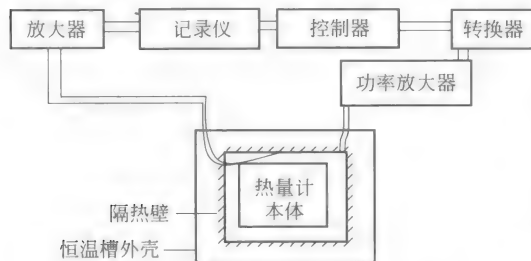 放大器
记录仪
控制器
转换器
功率放大器
热量计
本体
隔热壁
恒温槽外壳